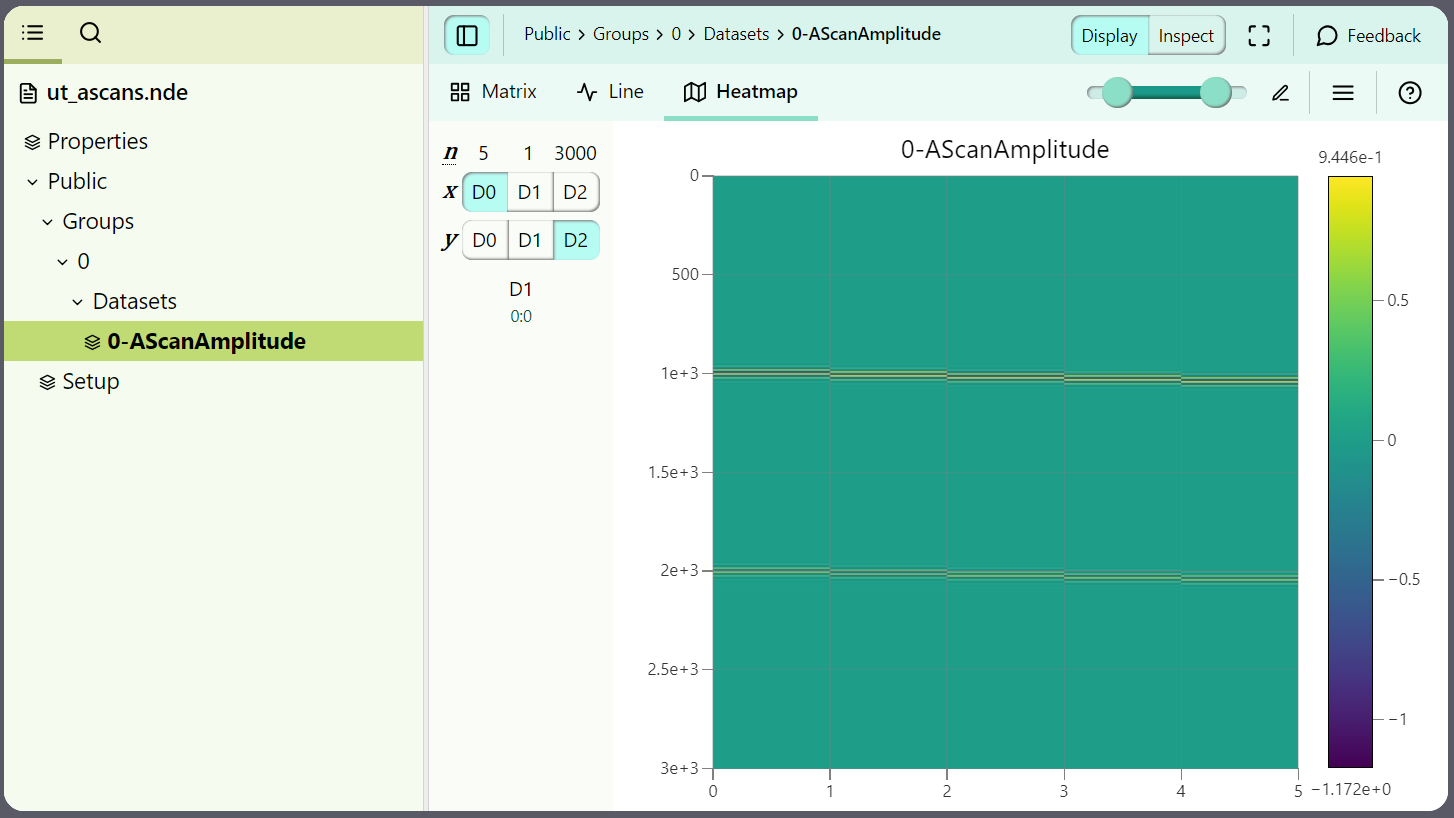 ut_ascans.nde
Properties
Public
Groups
0
Datasets
0-AScanAmplitude
Setup
Public > Groups > 0 > Datasets > 0-AScanAmplitude
Display Inspect
Feedback
Matrix Line Heatmap
n 5 1 3000
x D0 D1 D2
y D0 D1 D2
D1
0:0
0-AScanAmplitude
0
500
1e+3
1.5e+3
2e+3
2.5e+3
3e+3
0 1 2 3 4 5
9.446e-1
0.5
0
−0.5
−1
−1.172e+0